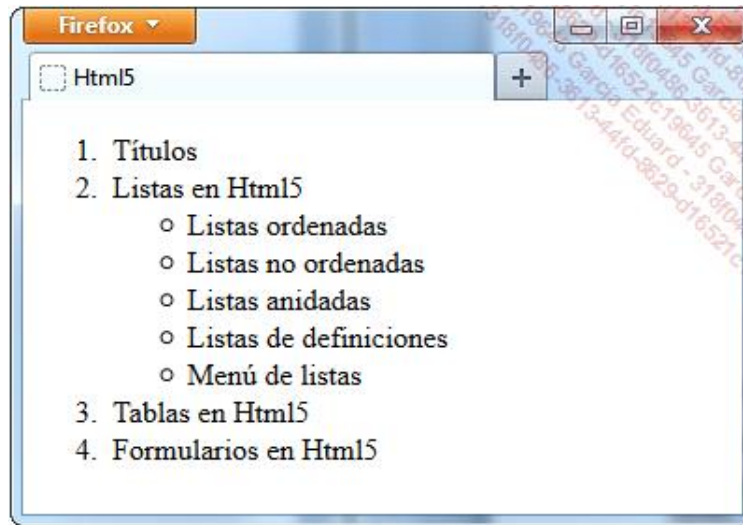 Firefox
Html5
1. Títulos
2. Listas en Html5
Listas ordenadas
Listas no ordenadas
Listas anidadas
Listas de definiciones
Menú de listas
3. Tablas en Html5
4. Formularios en Html5